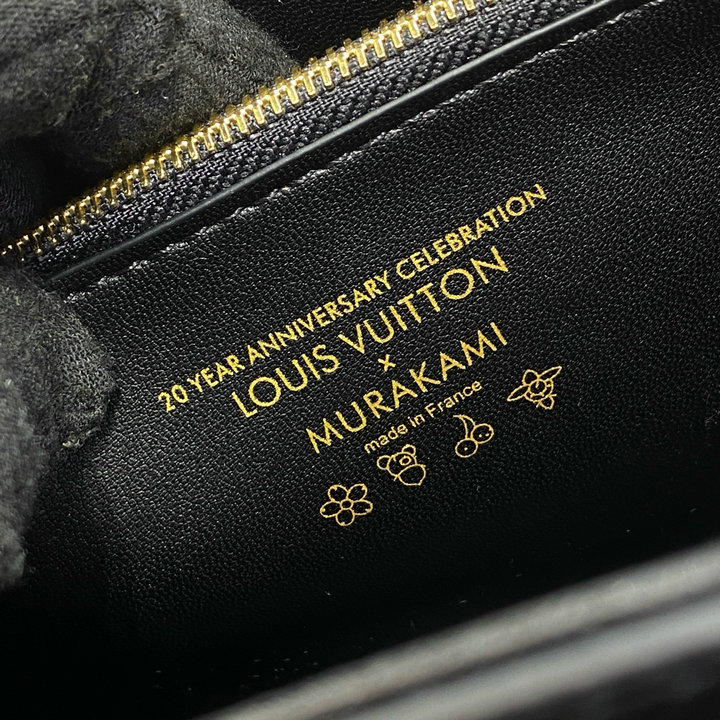 20 YEAR ANNIVERSARY CELEBRATION
LOUIS VUITTON
x
MURAKAMI
made in France